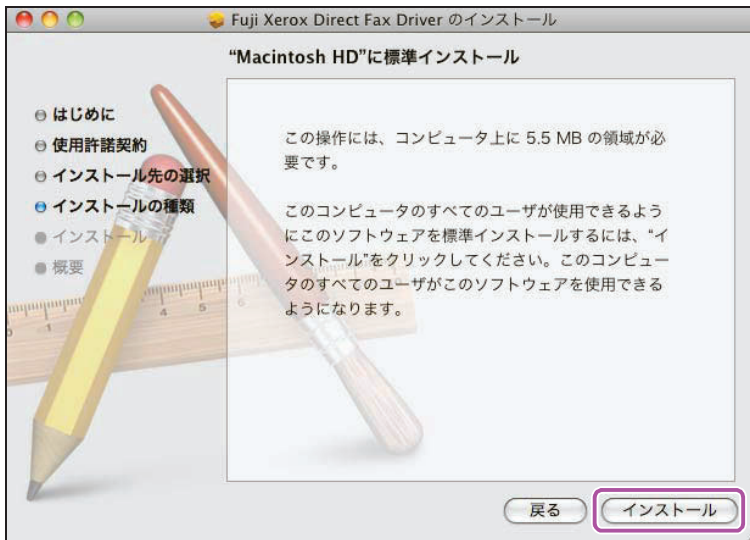 Fuji Xerox Direct Fax Driver のインストール
“Macintosh HD”に標準インストール
はじめに
使用許諾契約
インストール先の選択
インストールの種類
インストール
概要
この操作には、コンピュータ上に 5.5 MB の領域が必
要です。
このコンピュータのすべてのユーザが使用できるよう
にこのソフトウェアを標準インストールするには、“イ
ンストール”をクリックしてください。このコンピュー
タのすべてのユーザがこのソフトウェアを使用できる
ようになります。
戻る
インストール